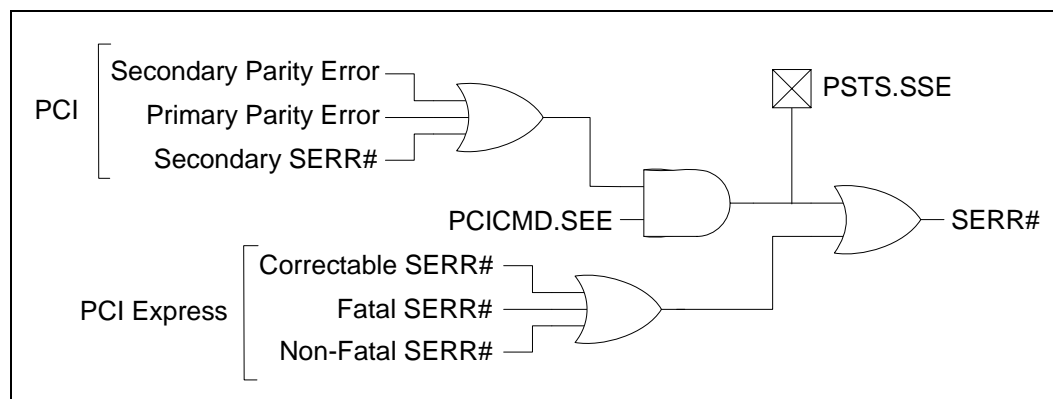 PCI
Secondary Parity Error
Primary Parity Error
Secondary SERR#
PSTS.SSE
PCICMD.SEE
SERR#
PCI Express
Correctable SERR#
Fatal SERR#
Non-Fatal SERR#